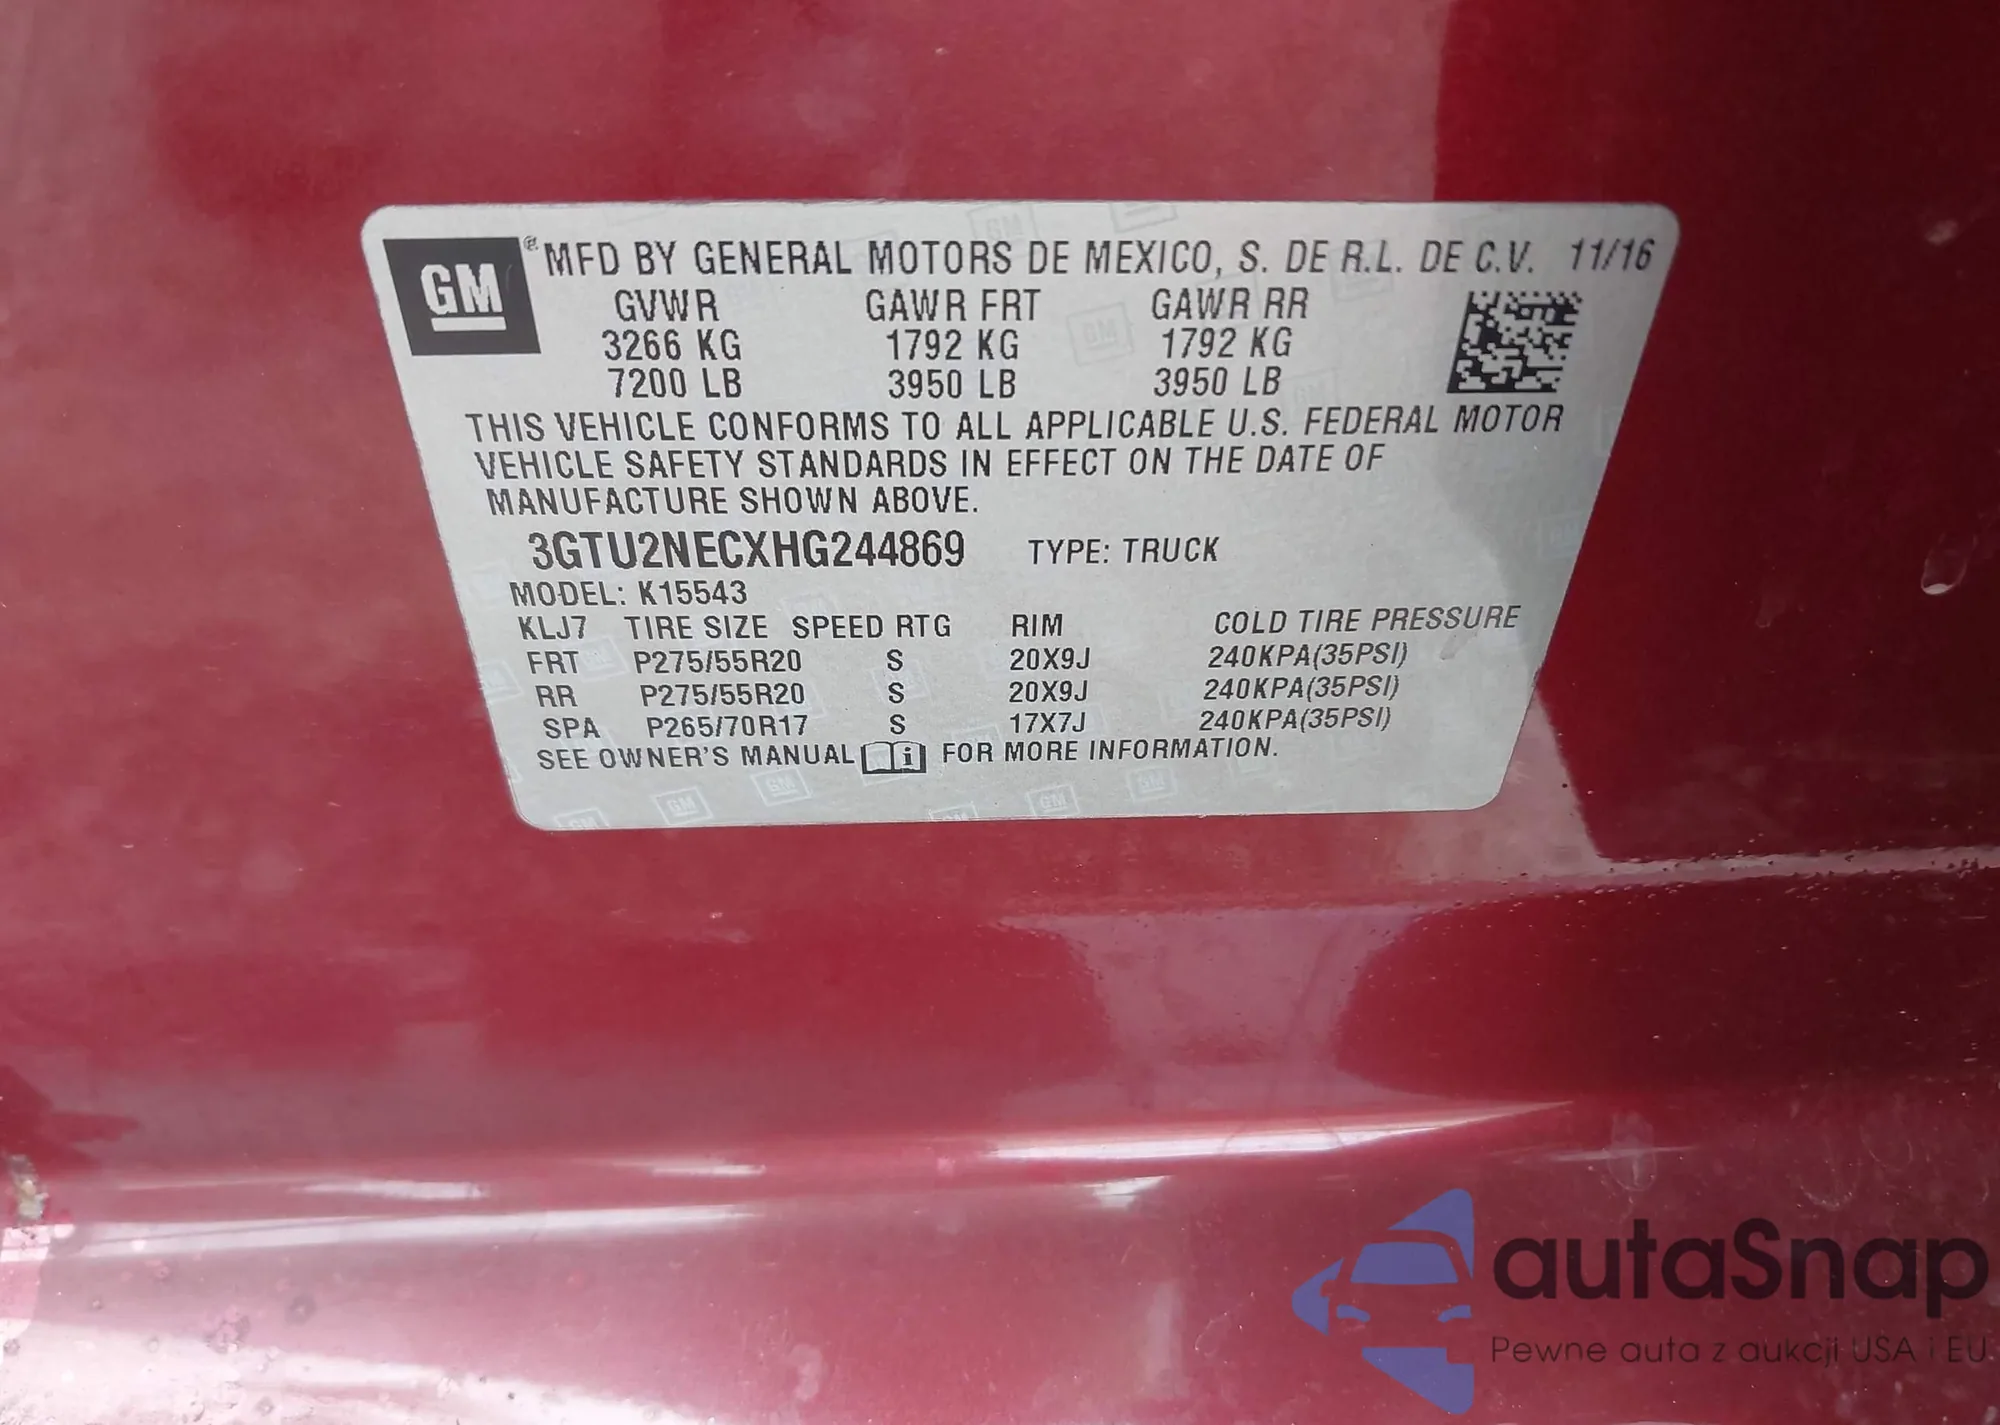 GM ® MFD BY GENERAL MOTORS DE MEXICO, S. DE R.L. DE C.V. 11/16
GVWR GAWR FRT GAWR RR
3266 KG 1792 KG 1792 KG
7200 LB 3950 LB 3950 LB
THIS VEHICLE CONFORMS TO ALL APPLICABLE U.S. FEDERAL MOTOR
VEHICLE SAFETY STANDARDS IN EFFECT ON THE DATE OF
MANUFACTURE SHOWN ABOVE.
3GTU2NECXHG244869 TYPE: TRUCK
MODEL: K15543
KLJ7 TIRE SIZE SPEED RTG RIM COLD TIRE PRESSURE
FRT P275/55R20 S 20X9J 240KPA(35PSI)
RR P275/55R20 S 20X9J 240KPA(35PSI)
SPA P265/70R17 S 17X7J 240KPA(35PSI)
SEE OWNER'S MANUAL i FOR MORE INFORMATION.
autaSnap
Pewne auta z aukcji USA i EU